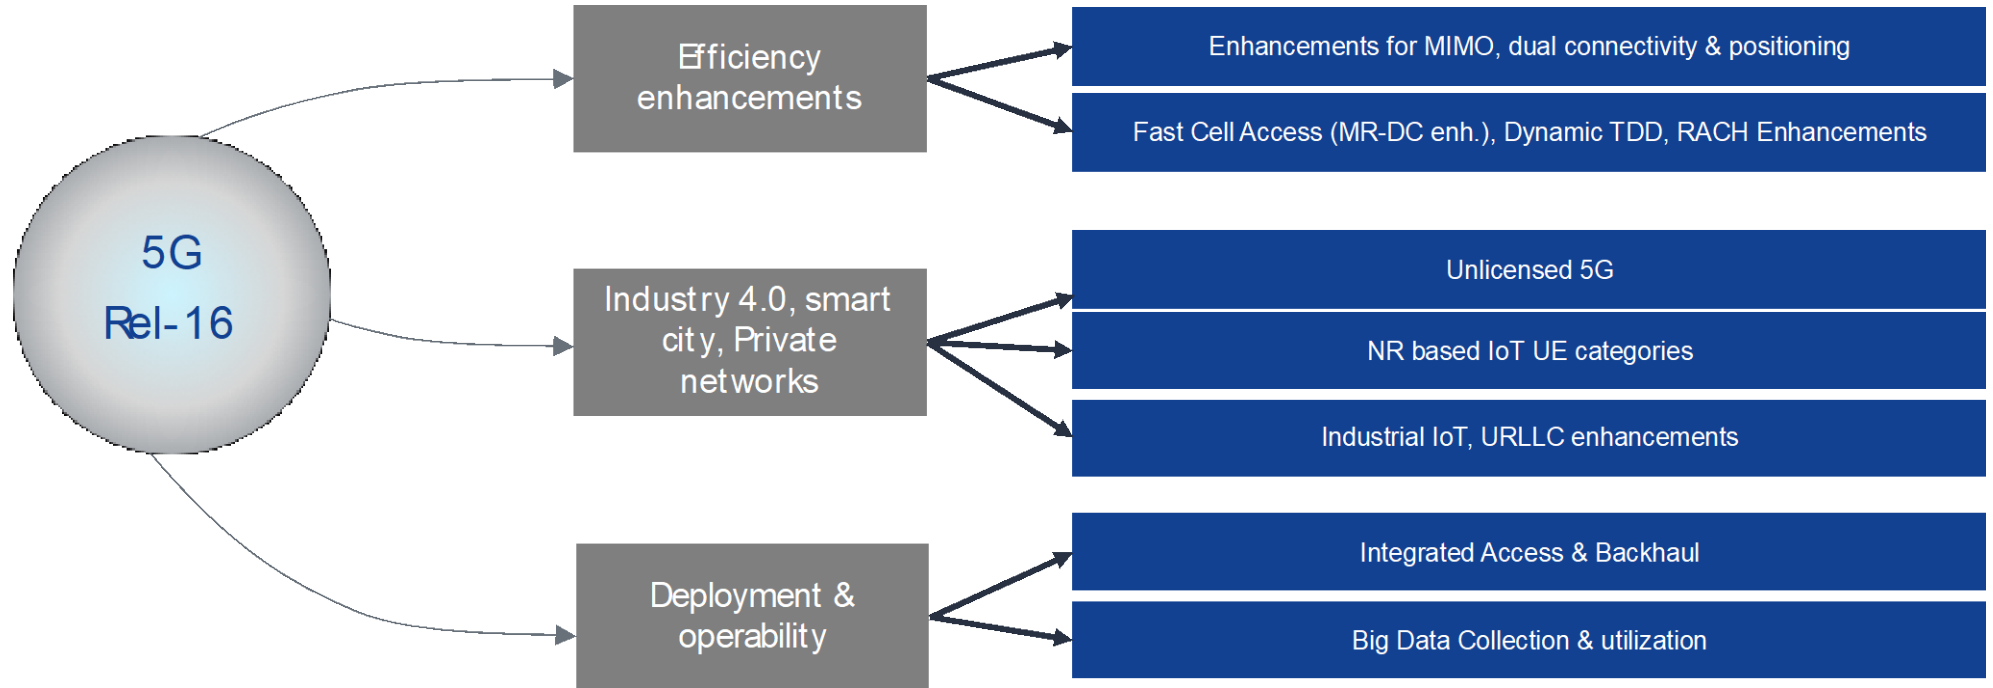 5G
Rel-16
Efficiency
enhancements
Enhancements for MIMO, dual connectivity & positioning
Fast Cell Access (MR-DC enh.), Dynamic TDD, RACH Enhancements
Industry 4.0, smart
city, Private
networks
Unlicensed 5G
NR based IoT UE categories
Industrial IoT, URLLC enhancements
Deployment &
operability
Integrated Access & Backhaul
Big Data Collection & utilization